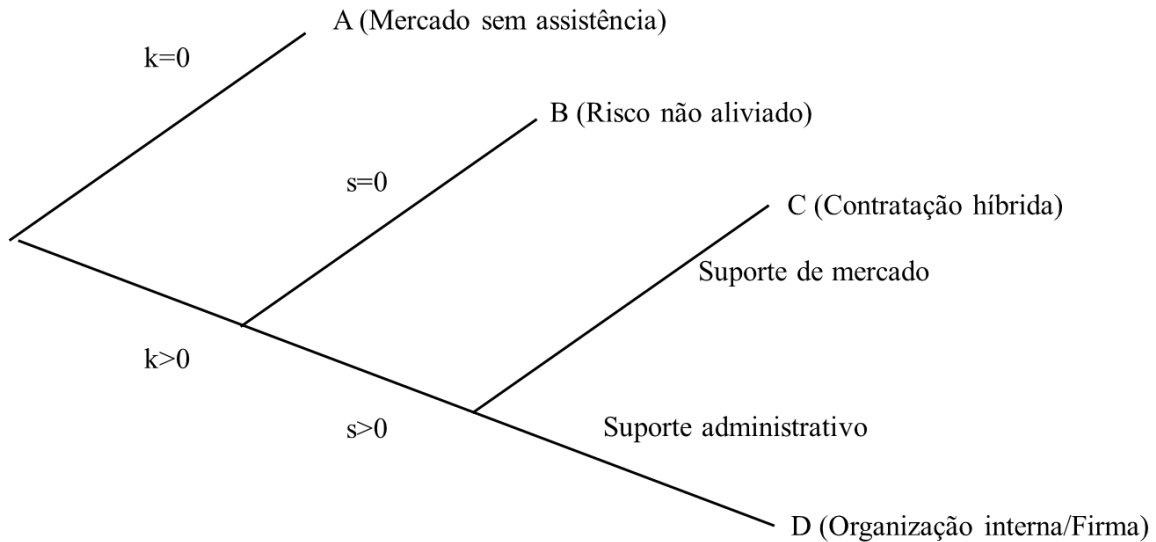 A (Mercado sem assistência)
k=0
B (Risco não aliviado)
s=0
C (Contratação híbrida)
Suporte de mercado
k>0
s>0
Suporte administrativo
D (Organização interna/Firma)